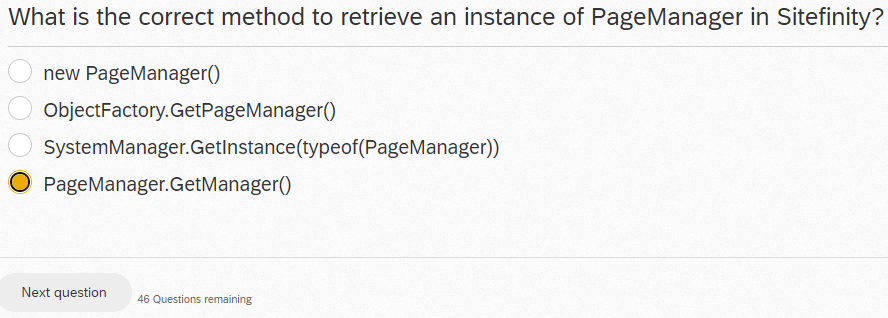 What is the correct method to retrieve an instance of PageManager in Sitefinity?
new PageManager()
ObjectFactory.GetPageManager()
SystemManager.GetInstance(typeof(PageManager))
PageManager.GetManager()
Next question
46 Questions remaining